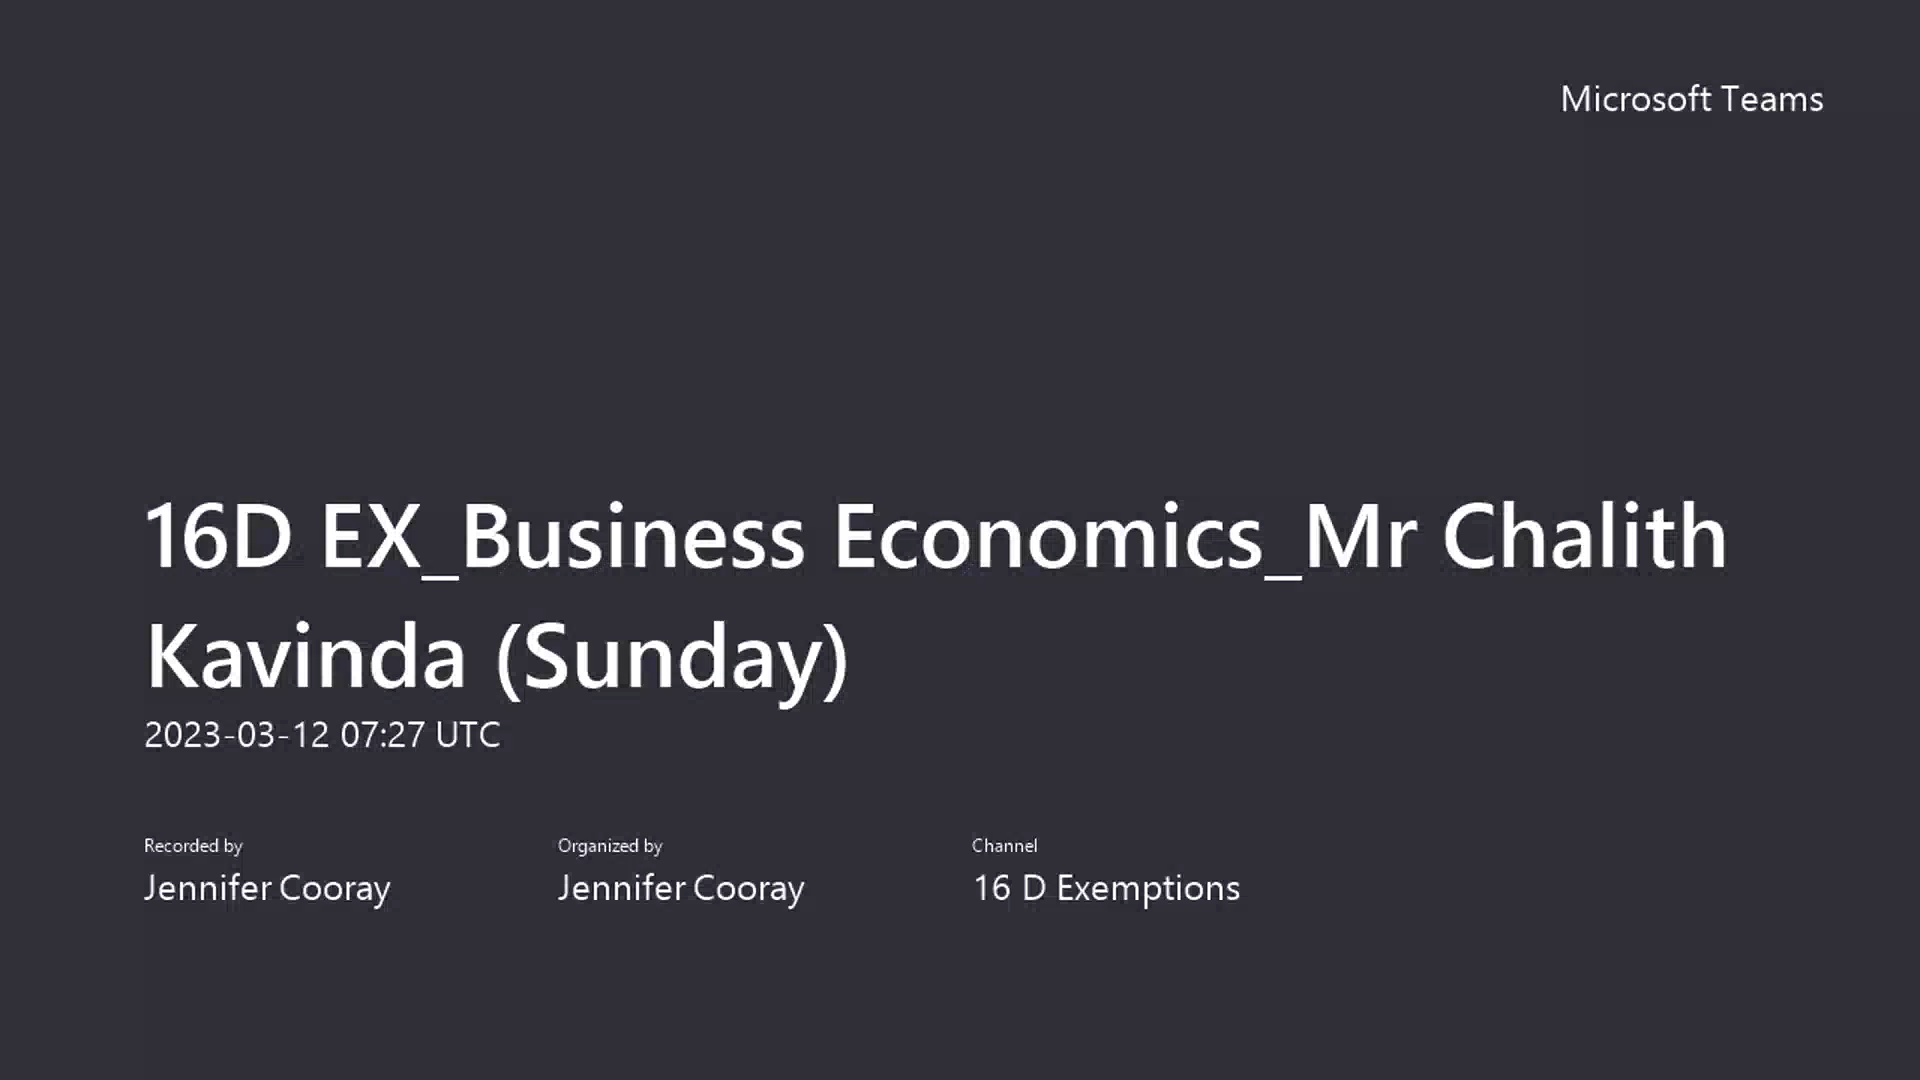 Microsoft Teams
16D EX_Business Economics_Mr Chalith
Kavinda (Sunday)
2023-03-12 07:27 UTC
Recorded by
Organized by
Channel
Jennifer Cooray
Jennifer Cooray
16 D Exemptions